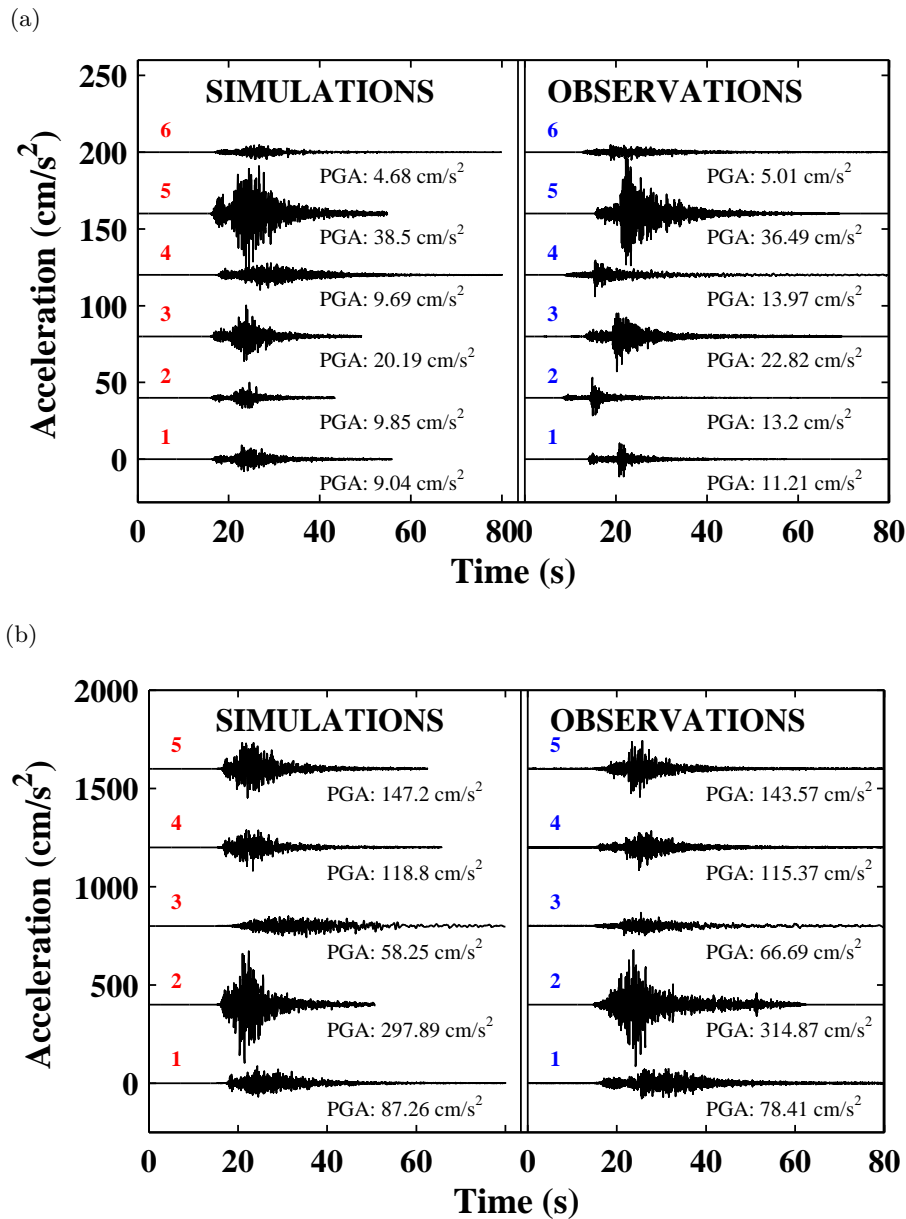 (a)
SIMULATIONS
OBSERVATIONS
Acceleration (cm/s²)
250
200
150
100
50
0
6
PGA: 4.68 cm/s²
5
PGA: 38.5 cm/s²
4
PGA: 9.69 cm/s²
3
PGA: 20.19 cm/s²
2
PGA: 9.85 cm/s²
1
PGA: 9.04 cm/s²
6
PGA: 5.01 cm/s²
5
PGA: 36.49 cm/s²
4
PGA: 13.97 cm/s²
3
PGA: 22.82 cm/s²
2
PGA: 13.2 cm/s²
1
PGA: 11.21 cm/s²
0 20 40 60 80 0 20 40 60 80
Time (s)
(b)
SIMULATIONS
OBSERVATIONS
Acceleration (cm/s²)
2000
1500
1000
500
0
5
PGA: 147.2 cm/s²
4
PGA: 118.8 cm/s²
3
PGA: 58.25 cm/s²
2
PGA: 297.89 cm/s²
1
PGA: 87.26 cm/s²
5
PGA: 143.57 cm/s²
4
PGA: 115.37 cm/s²
3
PGA: 66.69 cm/s²
2
PGA: 314.87 cm/s²
1
PGA: 78.41 cm/s²
0 20 40 60 0 20 40 60 80
Time (s)